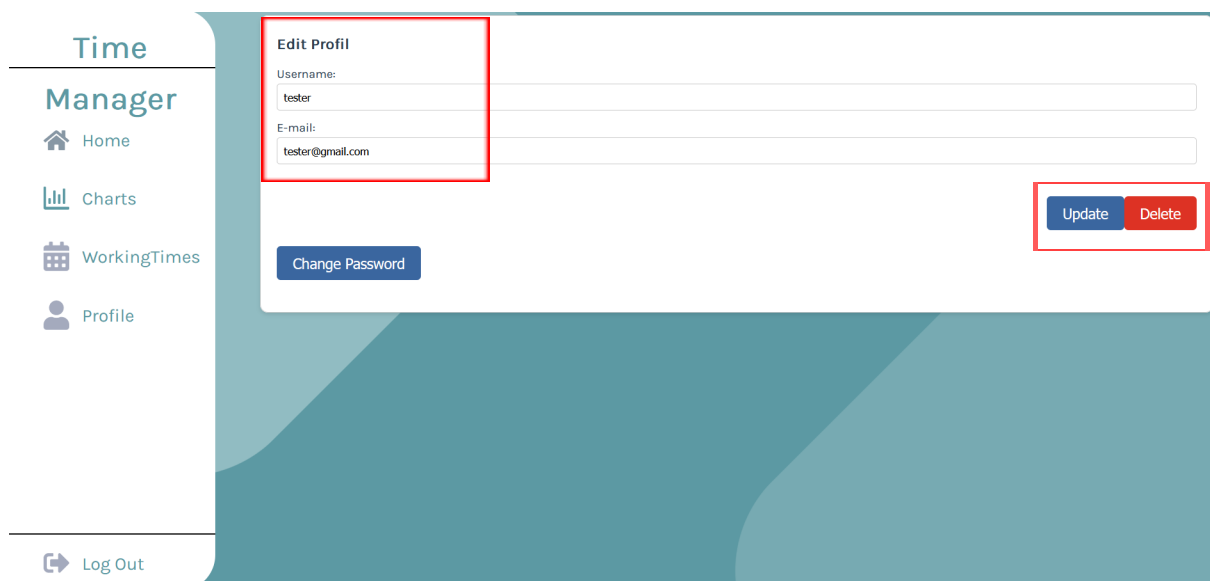 Time
Manager
Home
Charts
WorkingTimes
Profile
Log Out
Edit Profil
Username:
tester
E-mail:
tester@gmail.com
Update Delete
Change Password